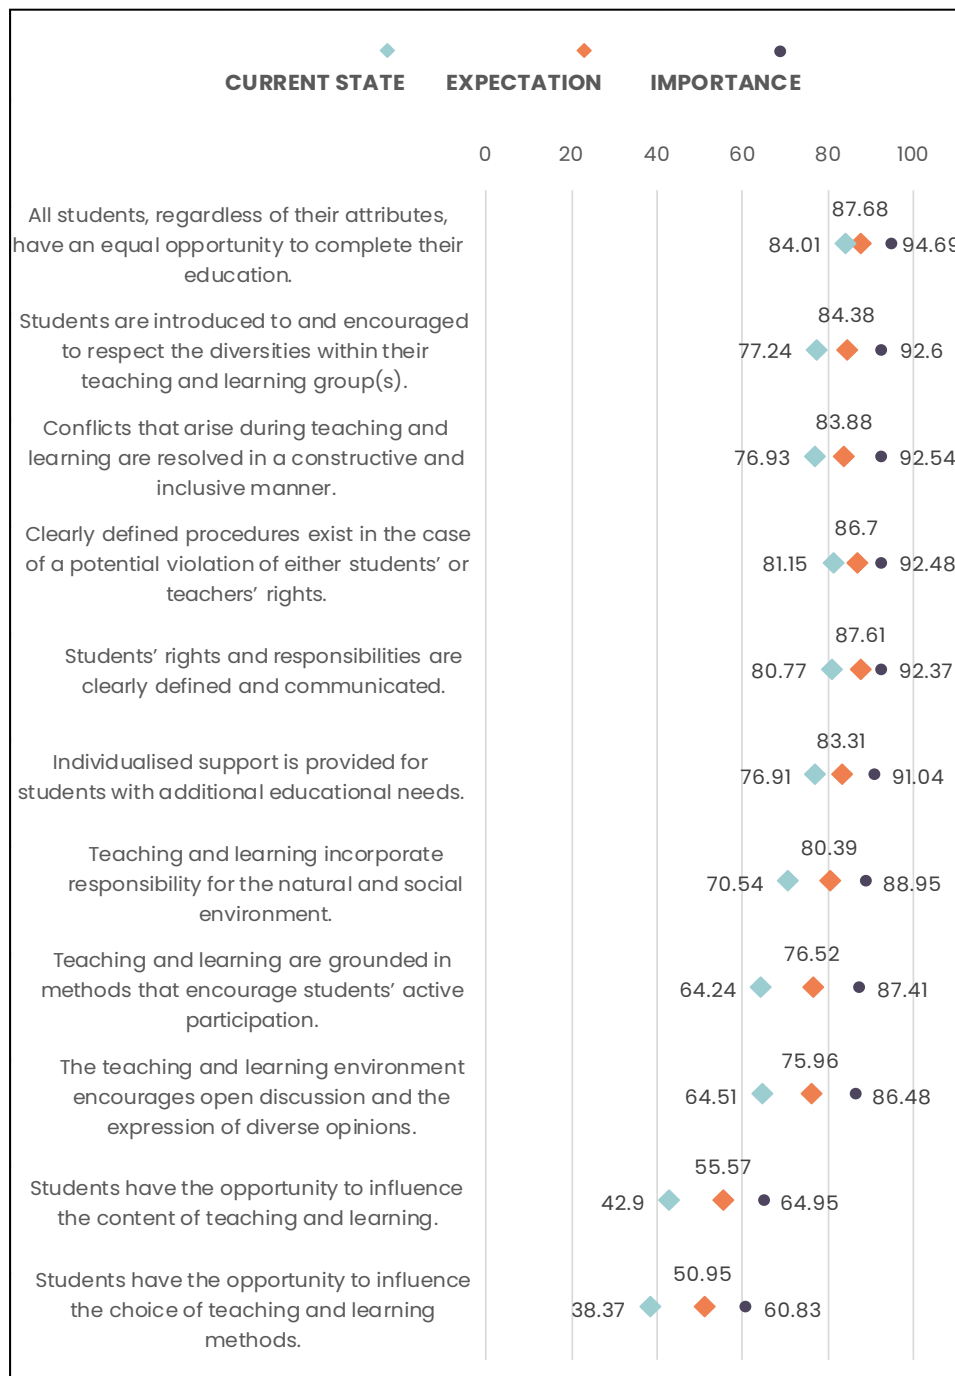 CURRENT STATE EXPECTATION IMPORTANCE
0 20 40 60 80 100
All students, regardless of their attributes,
have an equal opportunity to complete their
education.
87.68
84.01 94.69
Students are introduced to and encouraged
to respect the diversities within their
teaching and learning group(s).
84.38
77.24 92.6
Conflicts that arise during teaching and
learning are resolved in a constructive and
inclusive manner.
83.88
76.93 92.54
Clearly defined procedures exist in the case
of a potential violation of either students’ or
teachers’ rights.
86.7
81.15 92.48
Students’ rights and responsibilities are
clearly defined and communicated.
87.61
80.77 92.37
Individualised support is provided for
students with additional educational needs.
83.31
76.91 91.04
Teaching and learning incorporate
responsibility for the natural and social
environment.
80.39
70.54 88.95
Teaching and learning are grounded in
methods that encourage students’ active
participation.
76.52
64.24 87.41
The teaching and learning environment
encourages open discussion and the
expression of diverse opinions.
75.96
64.51 86.48
Students have the opportunity to influence
the content of teaching and learning.
55.57
42.9 64.95
Students have the opportunity to influence
the choice of teaching and learning
methods.
50.95
38.37 60.83